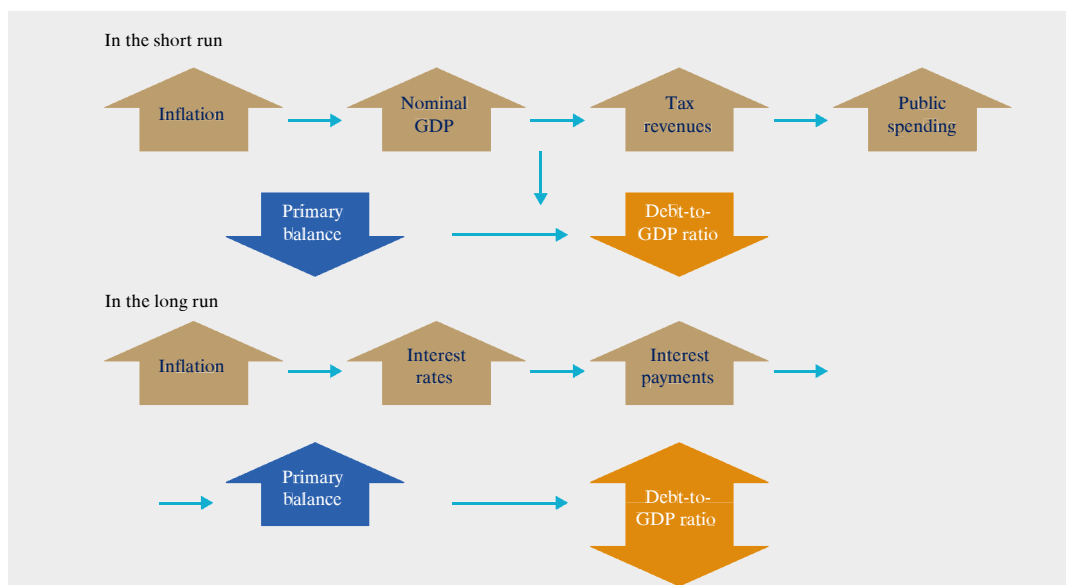 In the short run
Inflation
Nominal
GDP
Tax
revenues
Public
spending
Primary
balance
Debt-to-
GDP ratio
In the long run
Inflation
Interest
rates
Interest
payments
Primary
balance
Debt-to-
GDP ratio